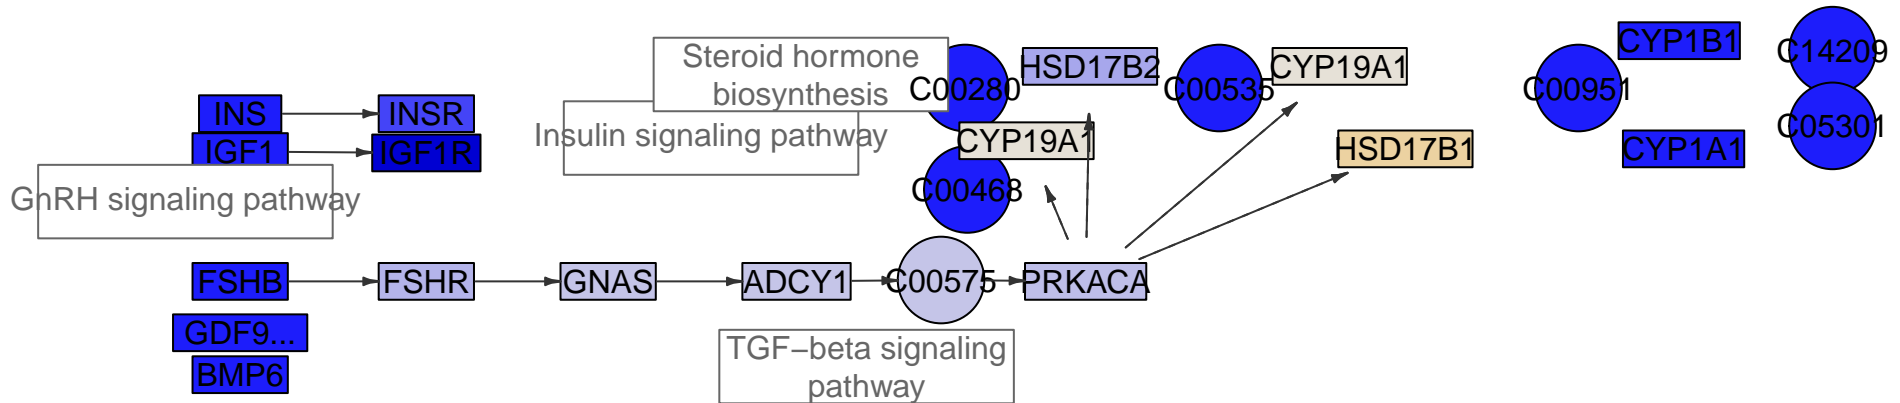 Steroid hormone
biosynthesis
C00280
HSD17B2
C00535
CYP19A1
C00951
CYP1B1
C14209
INS
INSR
Insulin signaling pathway
CYP19A1
HSD17B1
CYP1A1
C05301
IGF1
IGF1R
GnRH signaling pathway
C00468
FSHB
FSHR
GNAS
ADCY1
C00575
PRKACA
GDF9...
TGF−beta signaling
pathway
BMP6